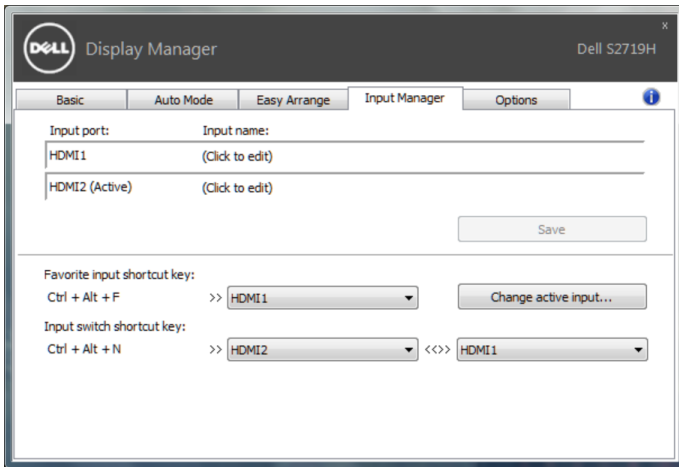 x
DELL Display Manager Dell S2719H
Basic Auto Mode Easy Arrange Input Manager Options i
Input port: Input name:
HDMI1 (Click to edit)
HDMI2 (Active) (Click to edit)
Save
Favorite input shortcut key:
Ctrl + Alt + F >> HDMI1 Change active input...
Input switch shortcut key:
Ctrl + Alt + N >> HDMI2 <<>> HDMI1